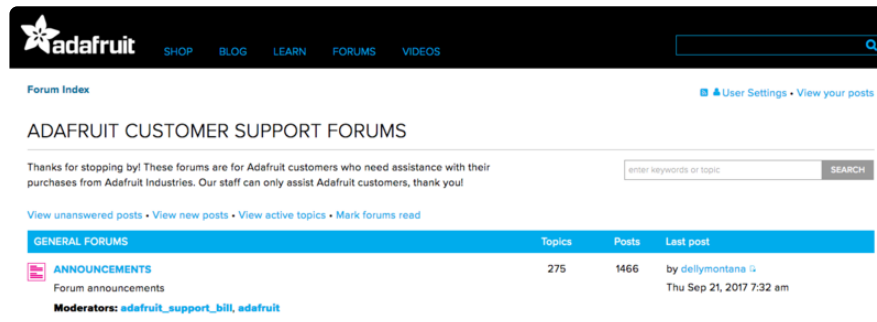 adafruit SHOP BLOG LEARN FORUMS VIDEOS
Forum Index User Settings • View your posts
ADAFRUIT CUSTOMER SUPPORT FORUMS
Thanks for stopping by! These forums are for Adafruit customers who need assistance with their
purchases from Adafruit Industries. Our staff can only assist Adafruit customers, thank you!
enter keywords or topic SEARCH
View unanswered posts • View new posts • View active topics • Mark forums read
GENERAL FORUMS Topics Posts Last post
ANNOUNCEMENTS 275 1466 by dellymontana
Forum announcements Thu Sep 21, 2017 7:32 am
Moderators: adafruit_support_bill, adafruit